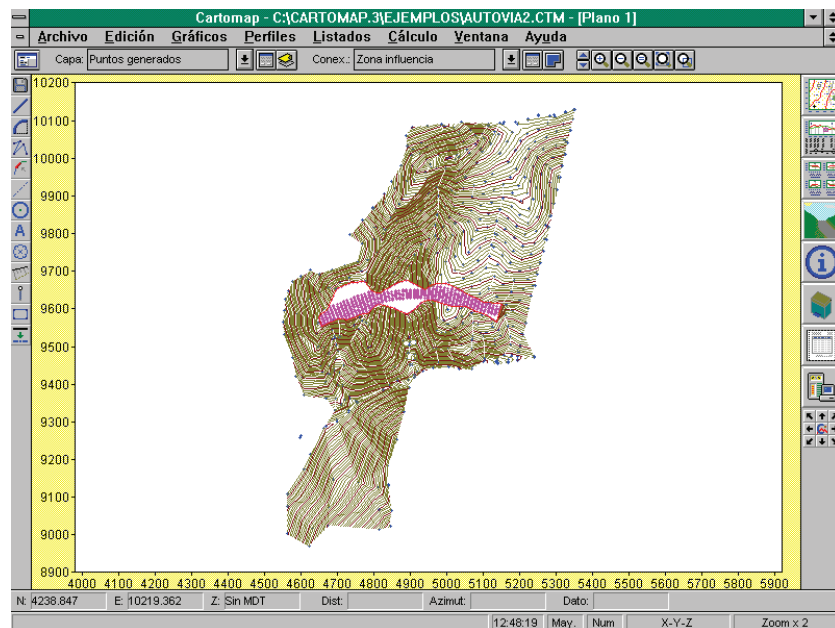 Cartomap - C:\CARTOMAP.3\EJEMPLOS\AUTOVIA2.CTM - [Plano 1]
Archivo Edición Gráficos Perfiles Listados Cálculo Ventana Ayuda
Capa: Puntos generados Conex.: Zona influencia
10200
10100
10000
9900
9800
9700
9600
9500
9400
9300
9200
9100
9000
8900
A
4000 4100 4200 4300 4400 4500 4600 4700 4800 4900 5000 5100 5200 5300 5400 5500 5600 5700 5800 5900
N: 4238.847 E: 10219.362 Z: Sin MDT Dist: Azimut: Dato:
12:48:19 May. Num X-Y-Z Zoom x 2